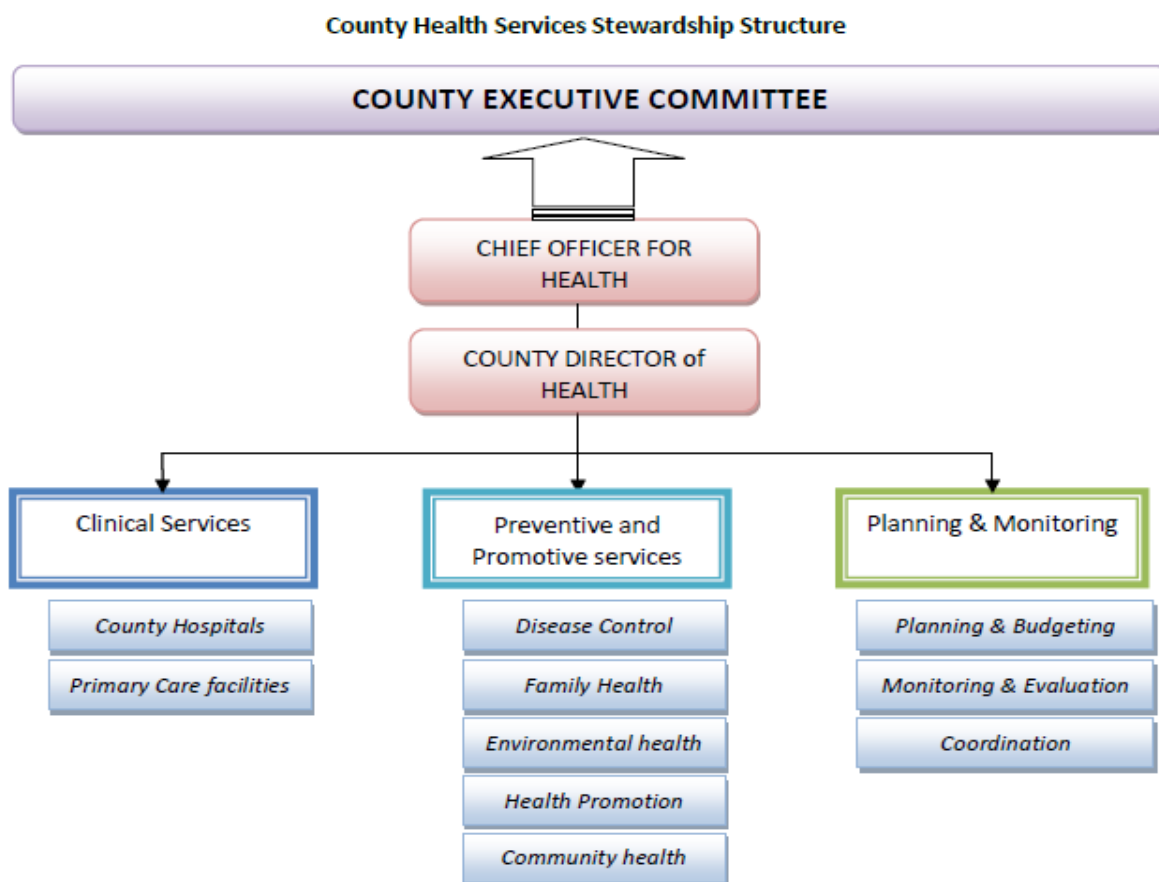 County Health Services Stewardship Structure
COUNTY EXECUTIVE COMMITTEE
CHIEF OFFICER FOR
HEALTH
COUNTY DIRECTOR of
HEALTH
Clinical Services
County Hospitals
Primary Care facilities
Preventive and
Promotive services
Disease Control
Family Health
Environmental health
Health Promotion
Community health
Planning & Monitoring
Planning & Budgeting
Monitoring & Evaluation
Coordination